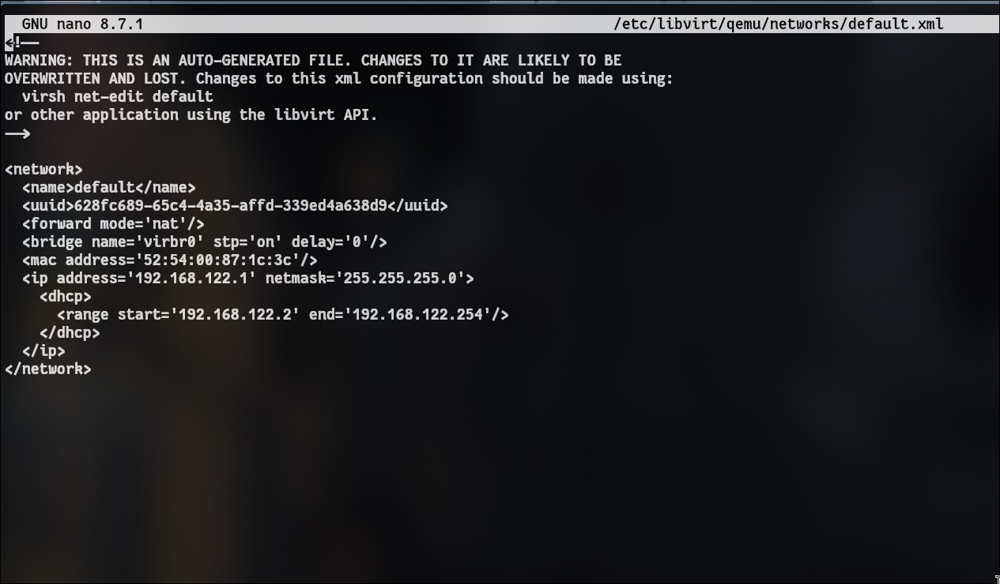 GNU nano 8.7.1 /etc/libvirt/qemu/networks/default.xml
<!--
WARNING: THIS IS AN AUTO-GENERATED FILE. CHANGES TO IT ARE LIKELY TO BE
OVERWRITTEN AND LOST. Changes to this xml configuration should be made using:
  virsh net-edit default
or other application using the libvirt API.
-->

<network>
  <name>default</name>
  <uuid>628fc689-65c4-4a35-affd-339ed4a638d9</uuid>
  <forward mode='nat'/>
  <bridge name='virbr0' stp='on' delay='0'/>
  <mac address='52:54:00:87:1c:3c'/>
  <ip address='192.168.122.1' netmask='255.255.255.0'>
    <dhcp>
      <range start='192.168.122.2' end='192.168.122.254'/>
    </dhcp>
  </ip>
</network>